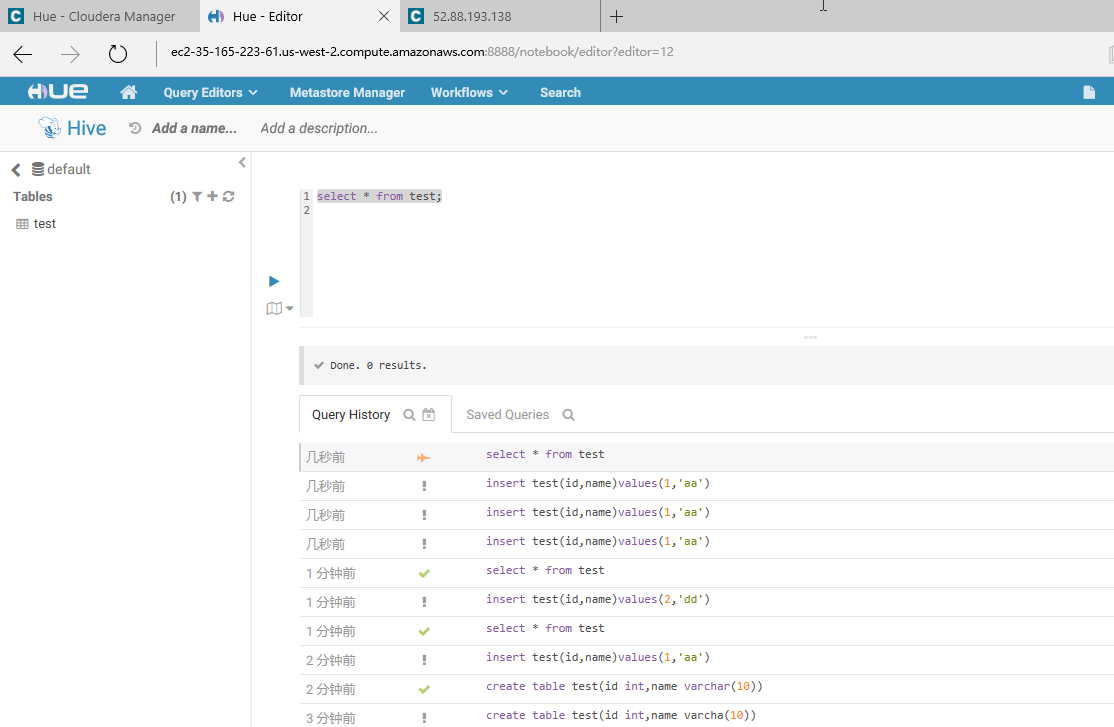 Hue - Cloudera Manager
Hue - Editor
52.88.193.138
ec2-35-165-223-61.us-west-2.compute.amazonaws.com:8888/notebook/editor?editor=12
HUE
Query Editors
Metastore Manager
Workflows
Search
Hive
Add a name...
Add a description...
default
Tables
(1)
test
1 select * from test;
2
Done. 0 results.
Query History
Saved Queries
几秒前 select * from test
几秒前 ! insert test(id,name)values(1,'aa')
几秒前 ! insert test(id,name)values(1,'aa')
几秒前 ! insert test(id,name)values(1,'aa')
1 分钟前 select * from test
1 分钟前 ! insert test(id,name)values(2,'dd')
1 分钟前 select * from test
2 分钟前 ! insert test(id,name)values(1,'aa')
2 分钟前 create table test(id int,name varchar(10))
3 分钟前 ! create table test(id int,name varcha(10))